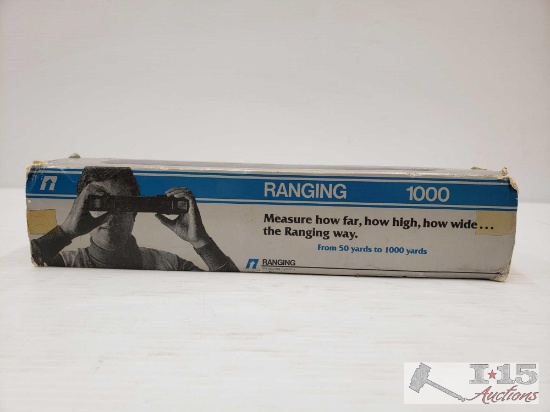 RANGING 1000
Measure how far, how high, how wide...
the Ranging way.
From 50 yards to 1000 yards
RANGING
I★15
Auctions